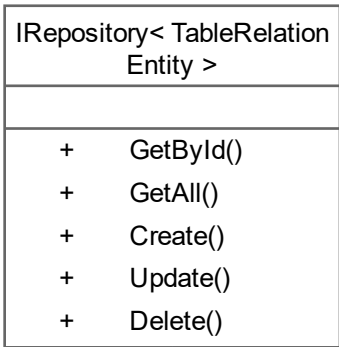 IRepository< TableRelation
Entity >
+ GetById()
+ GetAll()
+ Create()
+ Update()
+ Delete()